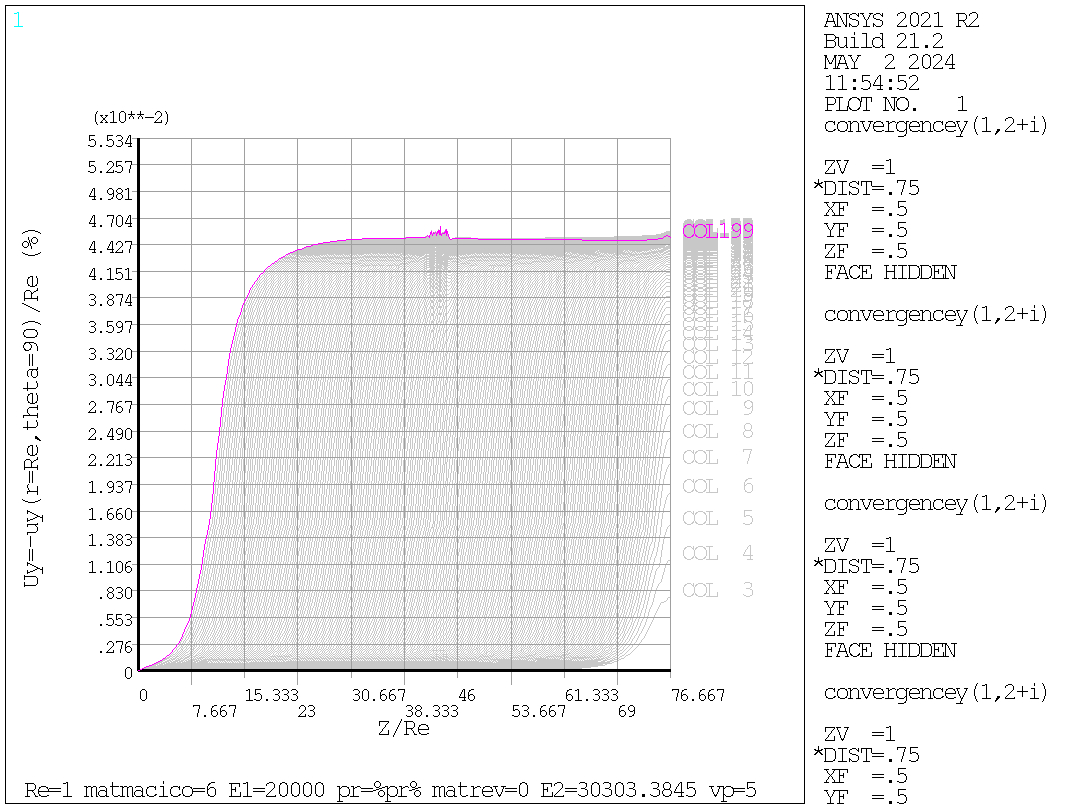 1
(x10**-2)
5.534
5.257
4.981
4.704
4.427
4.151
3.874
3.597
3.320
3.044
2.767
2.490
2.213
1.937
1.660
1.383
1.106
.830
.553
.276
0
Uy=-uy(r=Re,theta=90)/Re (%)
0
7.667
15.333
23
30.667
38.333
46
53.667
61.333
69
76.667
Z/Re
COL199
COL 12
COL 11
COL 10
COL 9
COL 8
COL 7
COL 6
COL 5
COL 4
COL 3
Re=1 matmacico=6 E1=20000 pr=%pr% matrev=0 E2=30303.3845 vp=5
ANSYS 2021 R2
Build 21.2
MAY 2 2024
11:54:52
PLOT NO. 1
convergencey(1,2+i)
ZV =1
*DIST=.75
XF =.5
YF =.5
ZF =.5
FACE HIDDEN
convergencey(1,2+i)
ZV =1
*DIST=.75
XF =.5
YF =.5
ZF =.5
FACE HIDDEN
convergencey(1,2+i)
ZV =1
*DIST=.75
XF =.5
YF =.5
ZF =.5
FACE HIDDEN
convergencey(1,2+i)
ZV =1
*DIST=.75
XF =.5
YF =.5